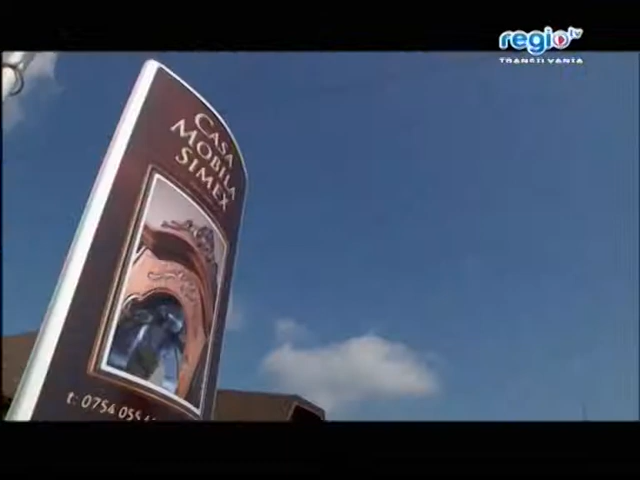 regio tv
TRANSILVANIA
CASA
MOBILA
SIMEX
t: 0754 055